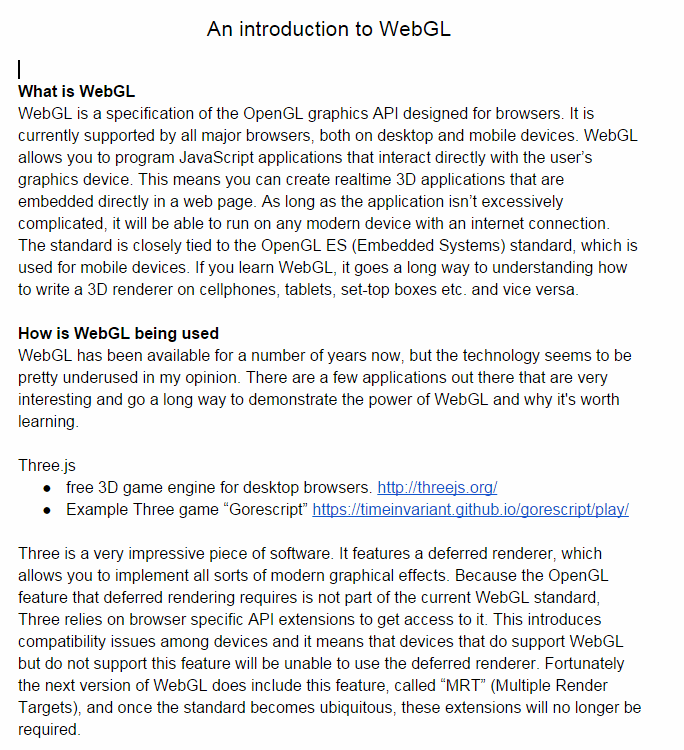 An introduction to WebGL
What is WebGL
WebGL is a specification of the OpenGL graphics API designed for browsers. It is
currently supported by all major browsers, both on desktop and mobile devices. WebGL
allows you to program JavaScript applications that interact directly with the user’s
graphics device. This means you can create realtime 3D applications that are
embedded directly in a web page. As long as the application isn’t excessively
complicated, it will be able to run on any modern device with an internet connection.
The standard is closely tied to the OpenGL ES (Embedded Systems) standard, which is
used for mobile devices. If you learn WebGL, it goes a long way to understanding how
to write a 3D renderer on cellphones, tablets, set-top boxes etc. and vice versa.
How is WebGL being used
WebGL has been available for a number of years now, but the technology seems to be
pretty underused in my opinion. There are a few applications out there that are very
interesting and go a long way to demonstrate the power of WebGL and why it's worth
learning.
Three.js
● free 3D game engine for desktop browsers. http://threejs.org/
● Example Three game “Gorescript” https://timeinvariant.github.io/gorescript/play/
Three is a very impressive piece of software. It features a deferred renderer, which
allows you to implement all sorts of modern graphical effects. Because the OpenGL
feature that deferred rendering requires is not part of the current WebGL standard,
Three relies on browser specific API extensions to get access to it. This introduces
compatibility issues among devices and it means that devices that do support WebGL
but do not support this feature will be unable to use the deferred renderer. Fortunately
the next version of WebGL does include this feature, called “MRT” (Multiple Render
Targets), and once the standard becomes ubiquitous, these extensions will no longer be
required.